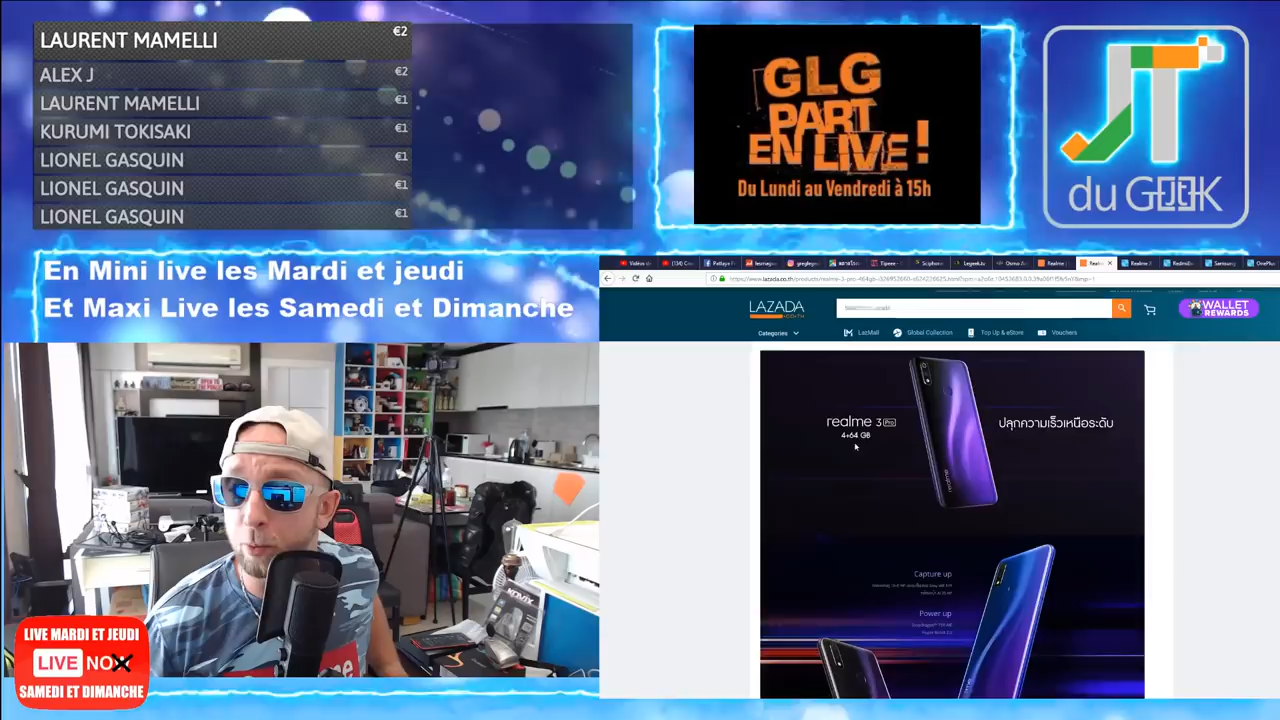 LAURENT MAMELLI €2
ALEX J €2
LAURENT MAMELLI €1
KURUMI TOKISAKI €1
LIONEL GASQUIN €1
LIONEL GASQUIN €1
LIONEL GASQUIN €1
GLG
PART
EN LIVE !
Du Lundi au Vendredi à 15h
JT
du GEEK
En Mini live les Mardi et jeudi
Et Maxi Live les Samedi et Dimanche
LAZADA
WALLET
REWARDS
Categories
LazMall
Global Collection
Top Up & eStore
Vouchers
realme 3 Pro
4+64 GB
ปลุกความเร็วเหนือระดับ
Capture up
Power up
realme
KOVIX
LIVE MARDI ET JEUDI
LIVE NOW
SAMEDI ET DIMANCHE